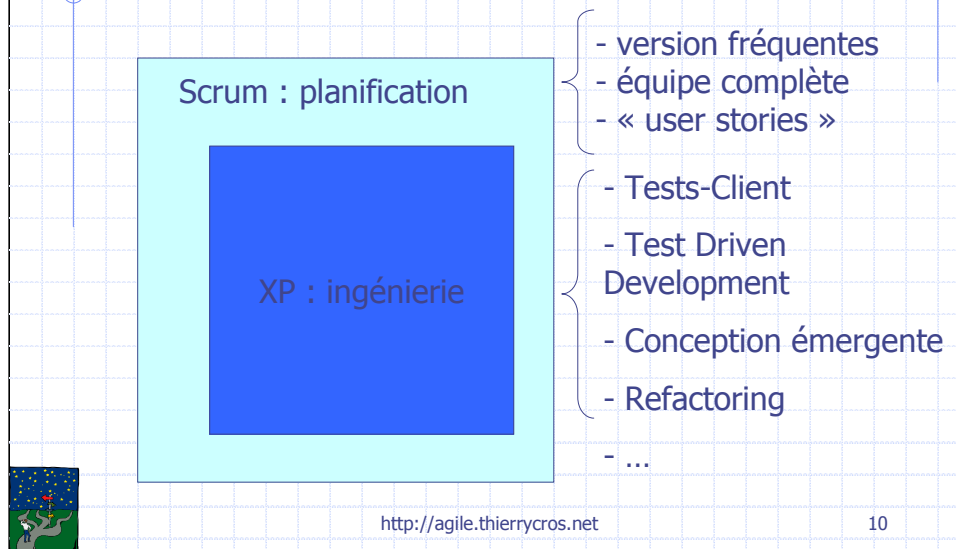 Scrum : planification
- version fréquentes
- équipe complète
- « user stories »
XP : ingénierie
- Tests-Client
- Test Driven
Development
- Conception émergente
- Refactoring
- ...
http://agile.thierrycros.net
10